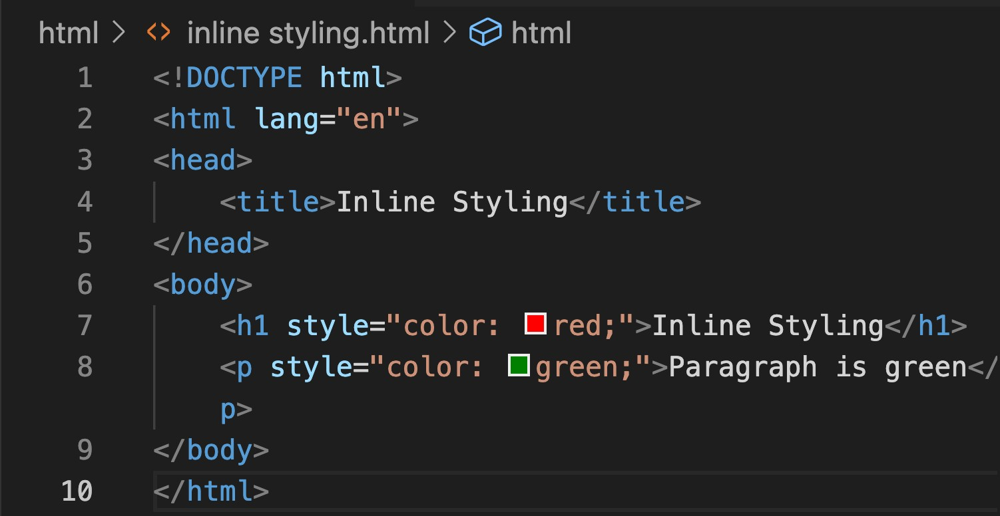 html > <> inline styling.html > html
1 <!DOCTYPE html>
2 <html lang="en">
3 <head>
4     <title>Inline Styling</title>
5 </head>
6 <body>
7     <h1 style="color: red;">Inline Styling</h1>
8     <p style="color: green;">Paragraph is green</
    p>
9 </body>
10 </html>